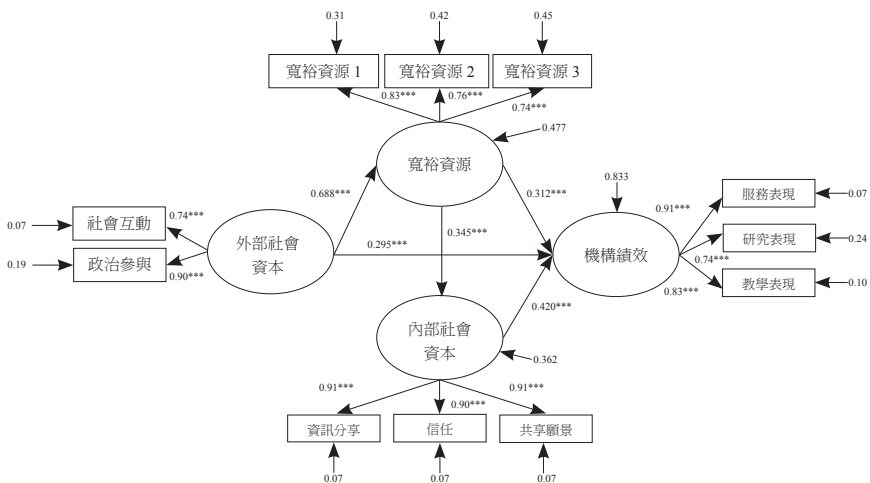 0.31
0.42
0.45
寬裕資源 1
寬裕資源 2
寬裕資源 3
0.83***
0.76***
0.74***
0.477
寬裕資源
0.833
服務表現
0.07
0.688***
0.312***
0.91***
0.07
社會互動
0.74***
外部社會
資本
0.295***
0.345***
機構績效
研究表現
0.24
0.74***
0.19
政治參與
0.90***
0.83***
教學表現
0.10
0.420***
內部社會
資本
0.362
0.91***
0.90***
0.91***
資訊分享
信任
共享願景
0.07
0.07
0.07